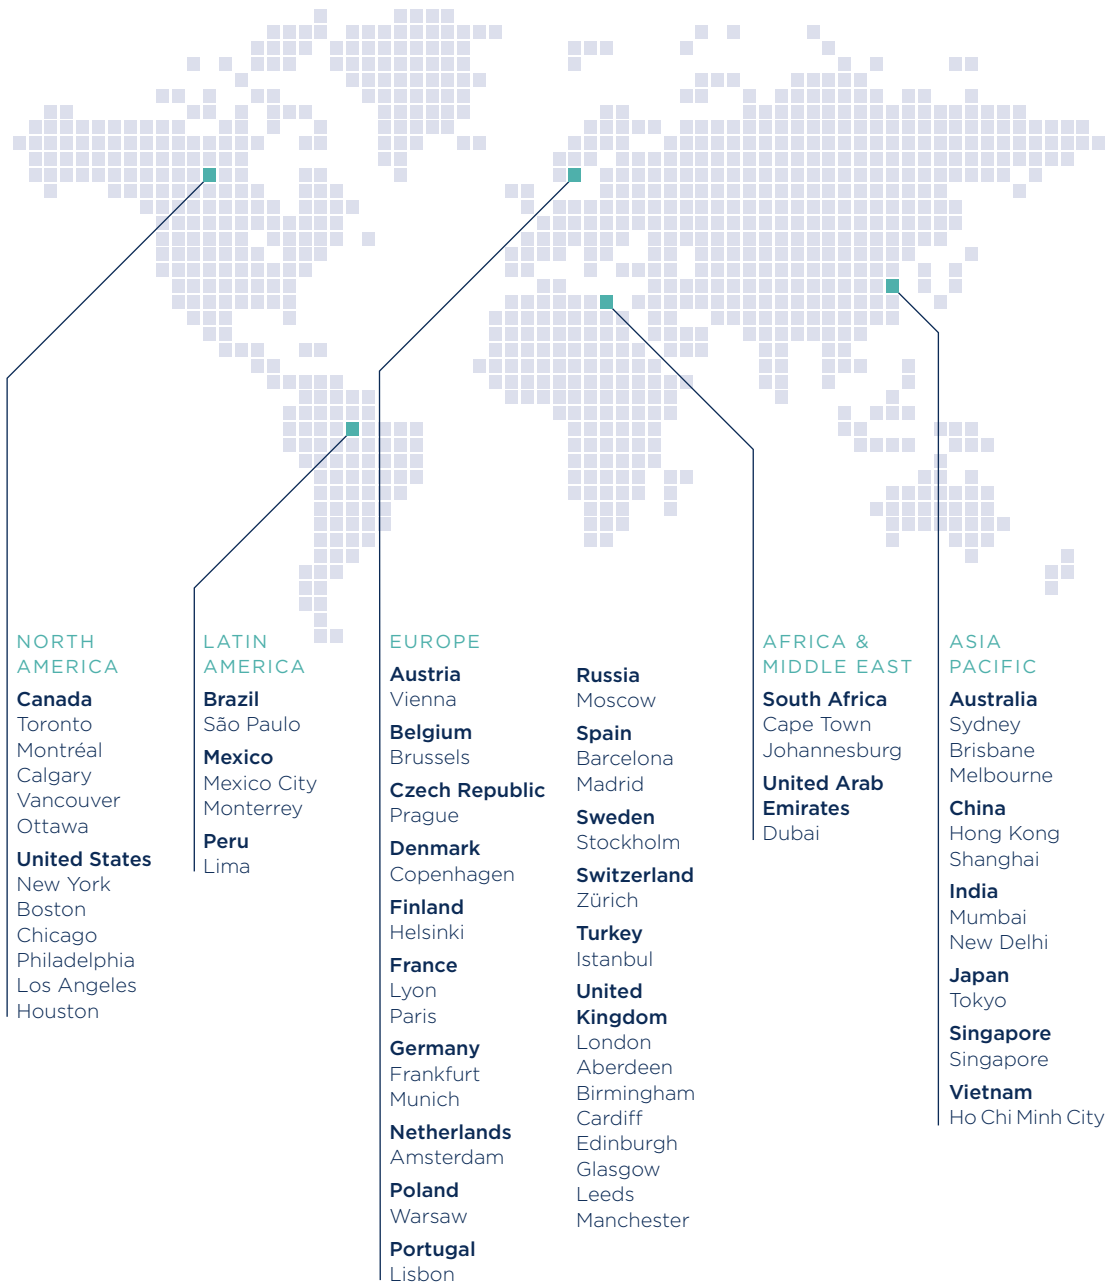 NORTH
AMERICA
Canada
Toronto
Montréal
Calgary
Vancouver
Ottawa
United States
New York
Boston
Chicago
Philadelphia
Los Angeles
Houston
LATIN
AMERICA
Brazil
São Paulo
Mexico
Mexico City
Monterrey
Peru
Lima
EUROPE
Austria
Vienna
Belgium
Brussels
Czech Republic
Prague
Denmark
Copenhagen
Finland
Helsinki
France
Lyon
Paris
Germany
Frankfurt
Munich
Netherlands
Amsterdam
Poland
Warsaw
Portugal
Lisbon
Russia
Moscow
Spain
Barcelona
Madrid
Sweden
Stockholm
Switzerland
Zürich
Turkey
Istanbul
United
Kingdom
London
Aberdeen
Birmingham
Cardiff
Edinburgh
Glasgow
Leeds
Manchester
AFRICA &
MIDDLE EAST
South Africa
Cape Town
Johannesburg
United Arab
Emirates
Dubai
ASIA
PACIFIC
Australia
Sydney
Brisbane
Melbourne
China
Hong Kong
Shanghai
India
Mumbai
New Delhi
Japan
Tokyo
Singapore
Singapore
Vietnam
Ho Chi Minh City